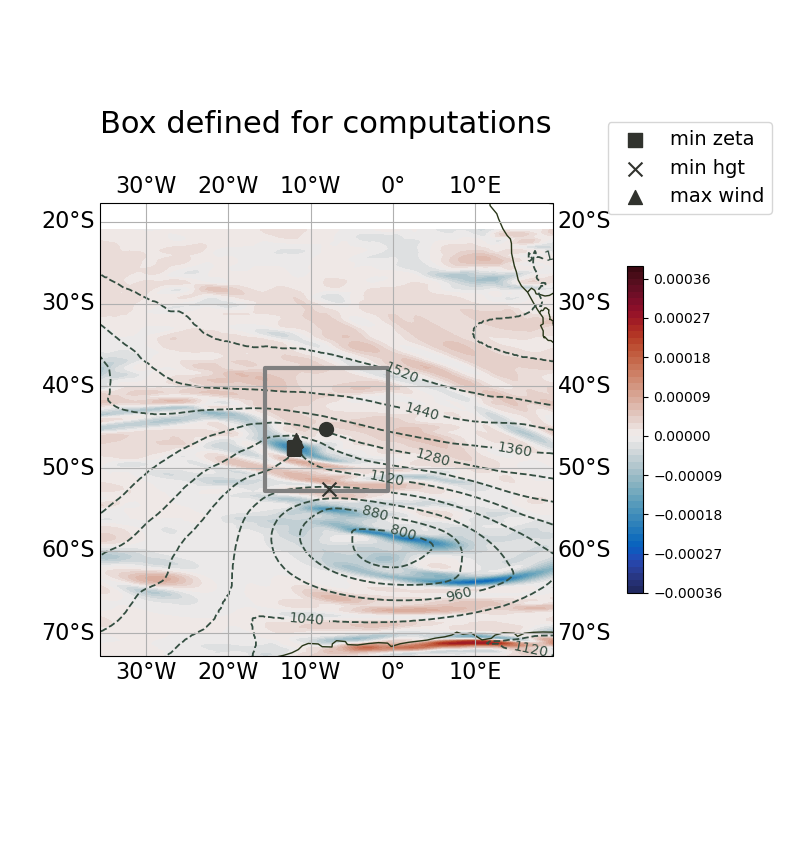 Box defined for computations
min zeta
min hgt
max wind
30°W 20°W 10°W 0° 10°E
20°S 20°S
30°S 30°S
40°S 40°S
50°S 50°S
60°S 60°S
70°S 70°S
30°W 20°W 10°W 0° 10°E
1520
1440
1360
1280
1120
880
800
960
1040
1120
0.00036
0.00027
0.00018
0.00009
0.00000
−0.00009
−0.00018
−0.00027
−0.00036